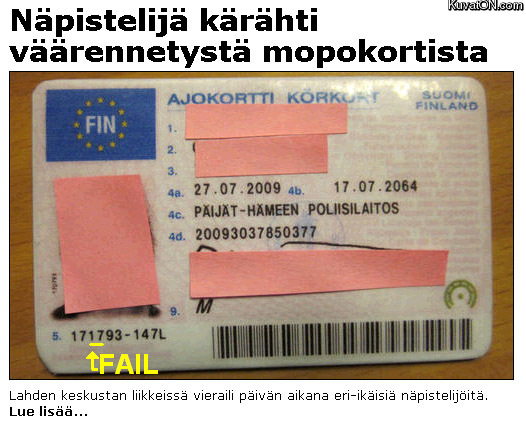 KuvatON.com
Näpistelijä kärähti
väärennetystä mopokortista
FIN
AJOKORTTI KÖRKORT
SUOMI
FINLAND
1.
2.
3.
4a. 27.07.2009 4b. 17.07.2064
4c. PÄIJÄT-HÄMEEN POLIISILAITOS
4d. 20093037850377
9. M
5. 171793-147L
FAIL
Lahden keskustan liikkeissä vieraili päivän aikana eri-ikäisiä näpistelijöitä.
Lue lisää...